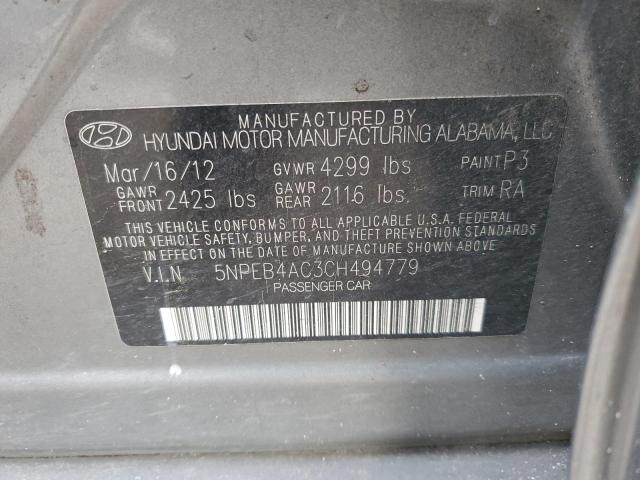 MANUFACTURED BY
HYUNDAI MOTOR MANUFACTURING ALABAMA, LLC
Mar/16/12 GVWR 4299 lbs PAINT P3
GAWR FRONT 2425 lbs GAWR REAR 2116 lbs. TRIM RA
THIS VEHICLE CONFORMS TO ALL APPLICABLE U.S.A. FEDERAL
MOTOR VEHICLE SAFETY, BUMPER, AND THEFT PREVENTION STANDARDS
IN EFFECT ON THE DATE OF MANUFACTURE SHOWN ABOVE.
V.I.N 5NPEB4AC3CH494779
PASSENGER CAR